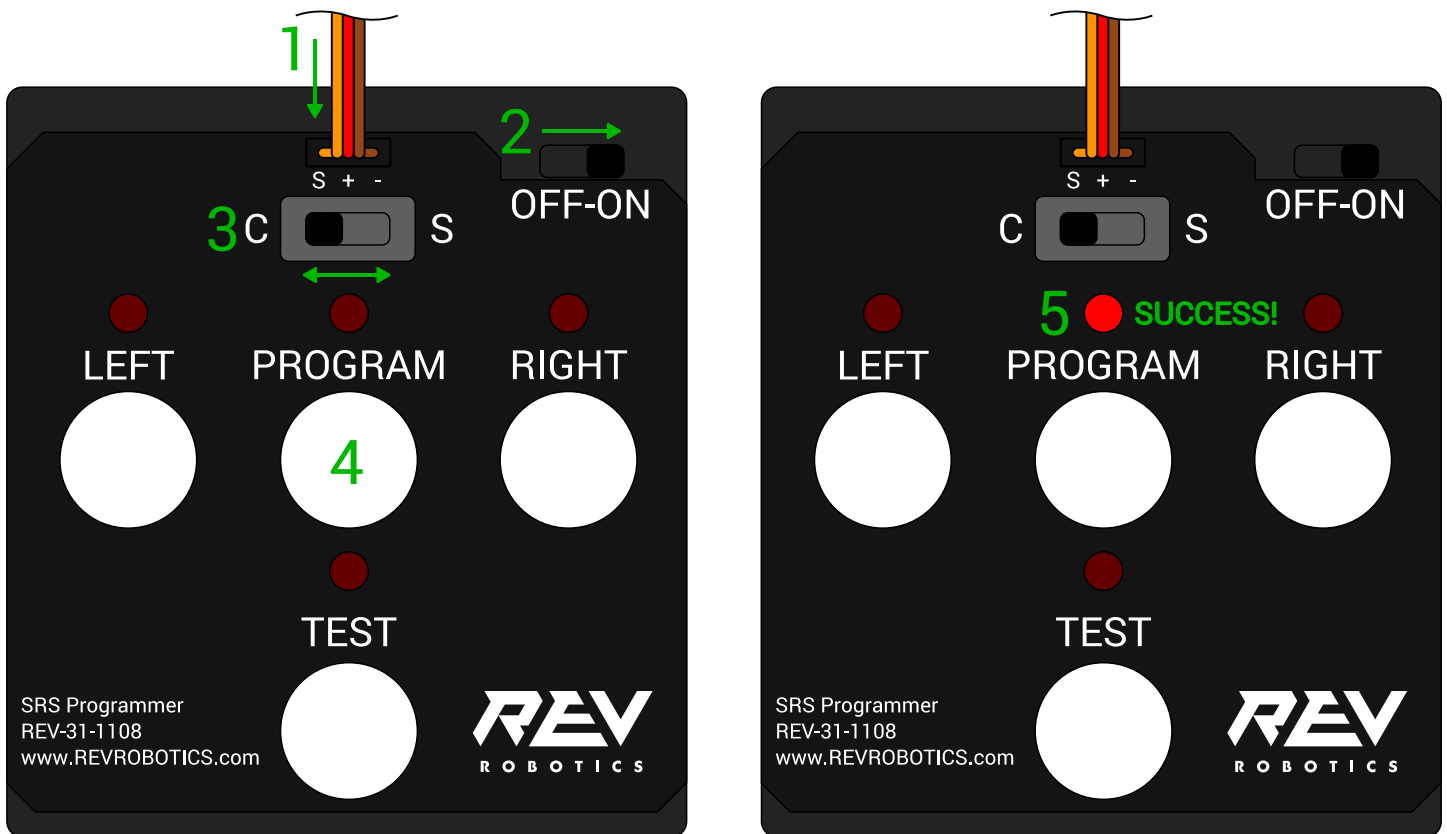 1
2
S + -
OFF-ON
3 C S
LEFT PROGRAM RIGHT
4
TEST
SRS Programmer
REV-31-1108
www.REVROBOTICS.com
REV
ROBOTICS
S + -
OFF-ON
C S
5 SUCCESS!
LEFT PROGRAM RIGHT
TEST
SRS Programmer
REV-31-1108
www.REVROBOTICS.com
REV
ROBOTICS